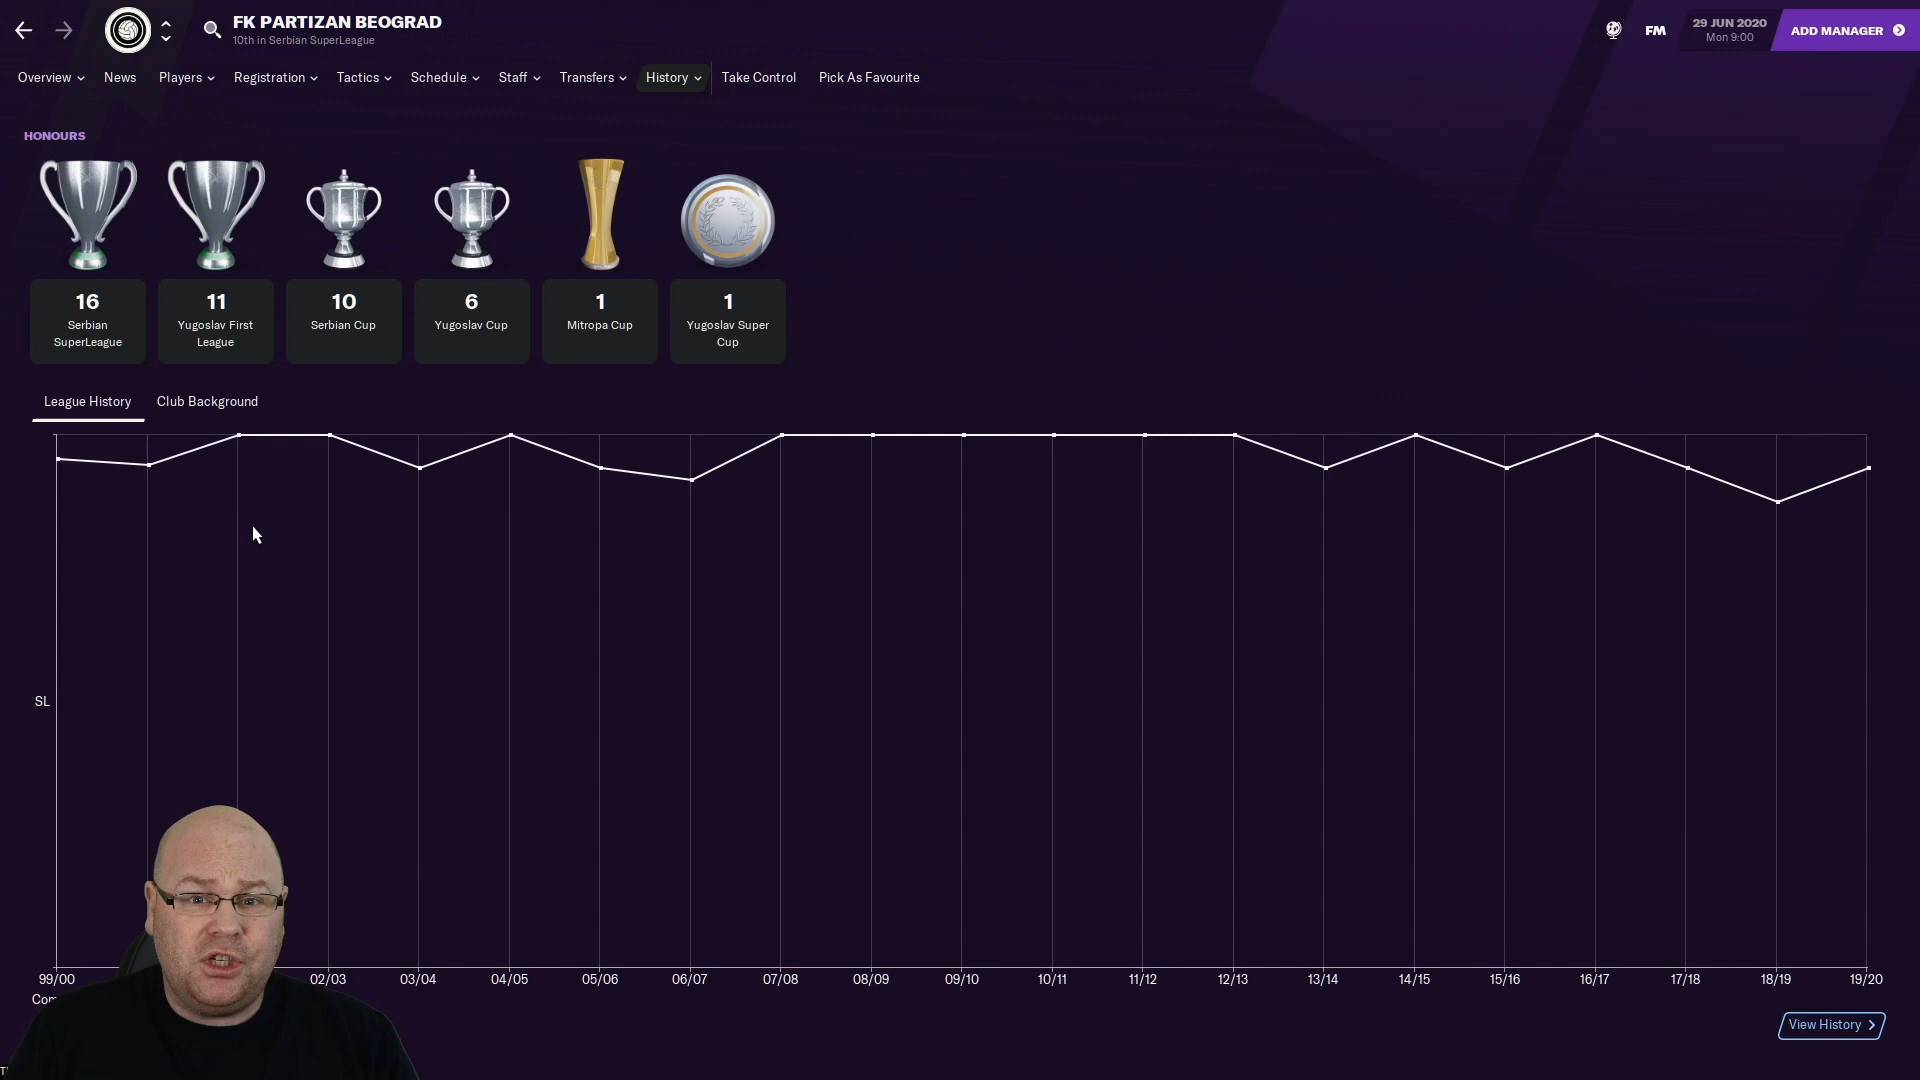 FK PARTIZAN BEOGRAD
10th in Serbian SuperLeague
FM
29 JUN 2020
Mon 9:00
ADD MANAGER
Overview News Players Registration Tactics Schedule Staff Transfers History Take Control Pick As Favourite
HONOURS
16
Serbian
SuperLeague
11
Yugoslav First
League
10
Serbian Cup
6
Yugoslav Cup
1
Mitropa Cup
1
Yugoslav Super
Cup
League History Club Background
SL
99/00 02/03 03/04 04/05 05/06 06/07 07/08 08/09 09/10 10/11 11/12 12/13 13/14 14/15 15/16 16/17 17/18 18/19 19/20
View History